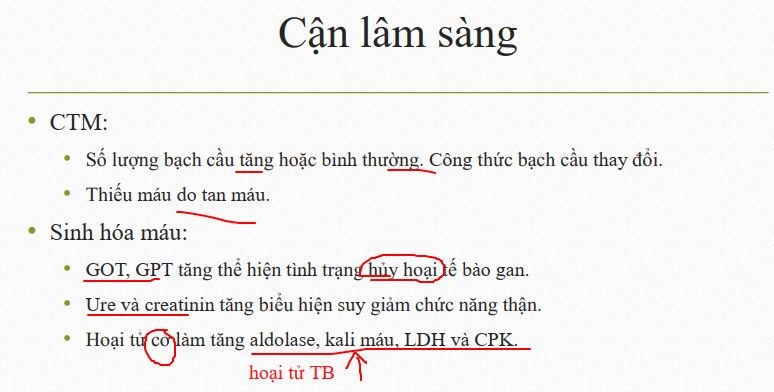 Cận lâm sàng
• CTM:
• Số lượng bạch cầu tăng hoặc bình thường. Công thức bạch cầu thay đổi.
• Thiếu máu do tan máu.
• Sinh hóa máu:
• GOT, GPT tăng thể hiện tình trạng hủy hoại tế bào gan.
• Ure và creatinin tăng biểu hiện suy giảm chức năng thận.
• Hoại tử cơ làm tăng aldolase, kali máu, LDH và CPK.
hoại tử TB